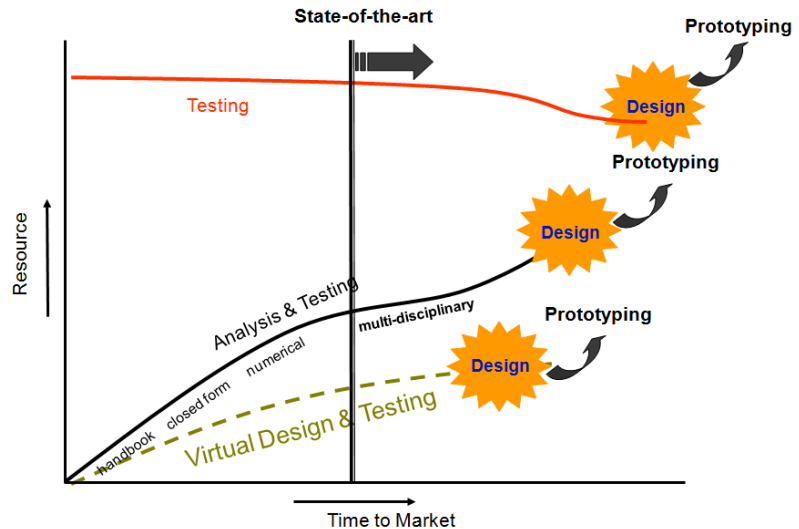 State-of-the-art
Prototyping
Testing
Design
Prototyping
Design
Resource
Analysis & Testing
multi-disciplinary
Prototyping
numerical
closed form
handbook
Design
Virtual Design & Testing
Time to Market